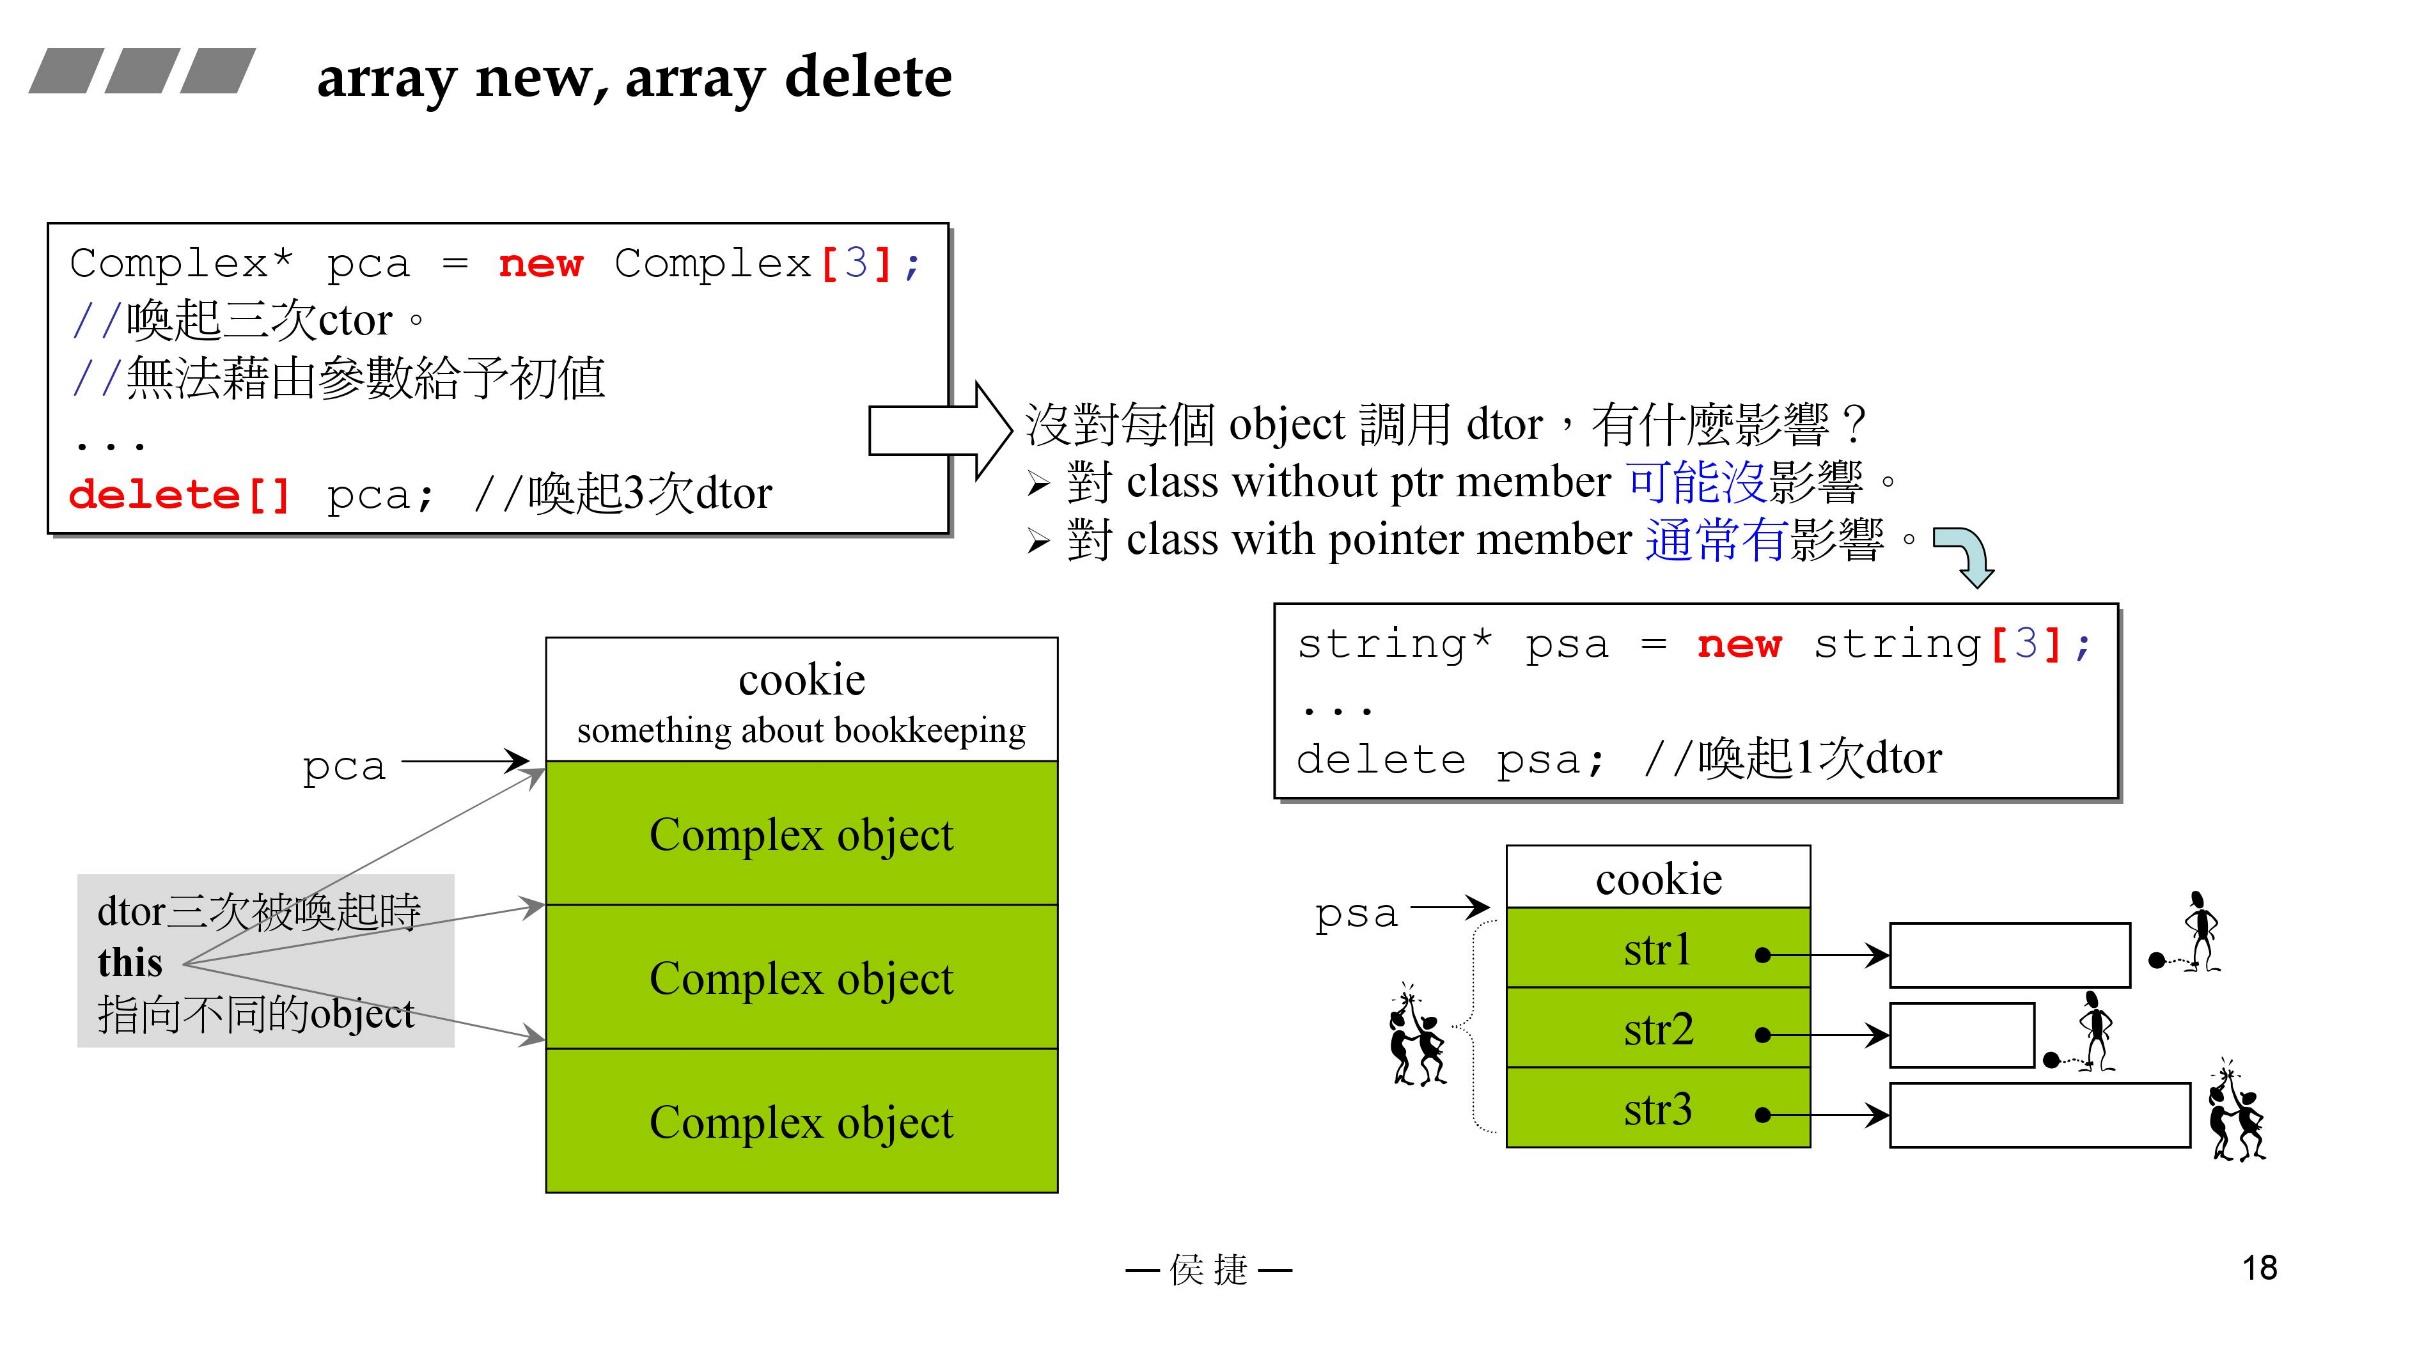 array new, array delete
Complex* pca = new Complex[3];
//喚起三次ctor。
//無法藉由參數給予初值
...
delete[] pca; //喚起3次dtor
沒對每個 object 調用 dtor，有什麼影響？
➢ 對 class without ptr member 可能沒影響。
➢ 對 class with pointer member 通常有影響。
string* psa = new string[3];
...
delete psa; //喚起1次dtor
cookie
something about bookkeeping
pca
Complex object
Complex object
Complex object
dtor三次被喚起時
this
指向不同的object
cookie
psa
str1
str2
str3
— 侯 捷 —
18